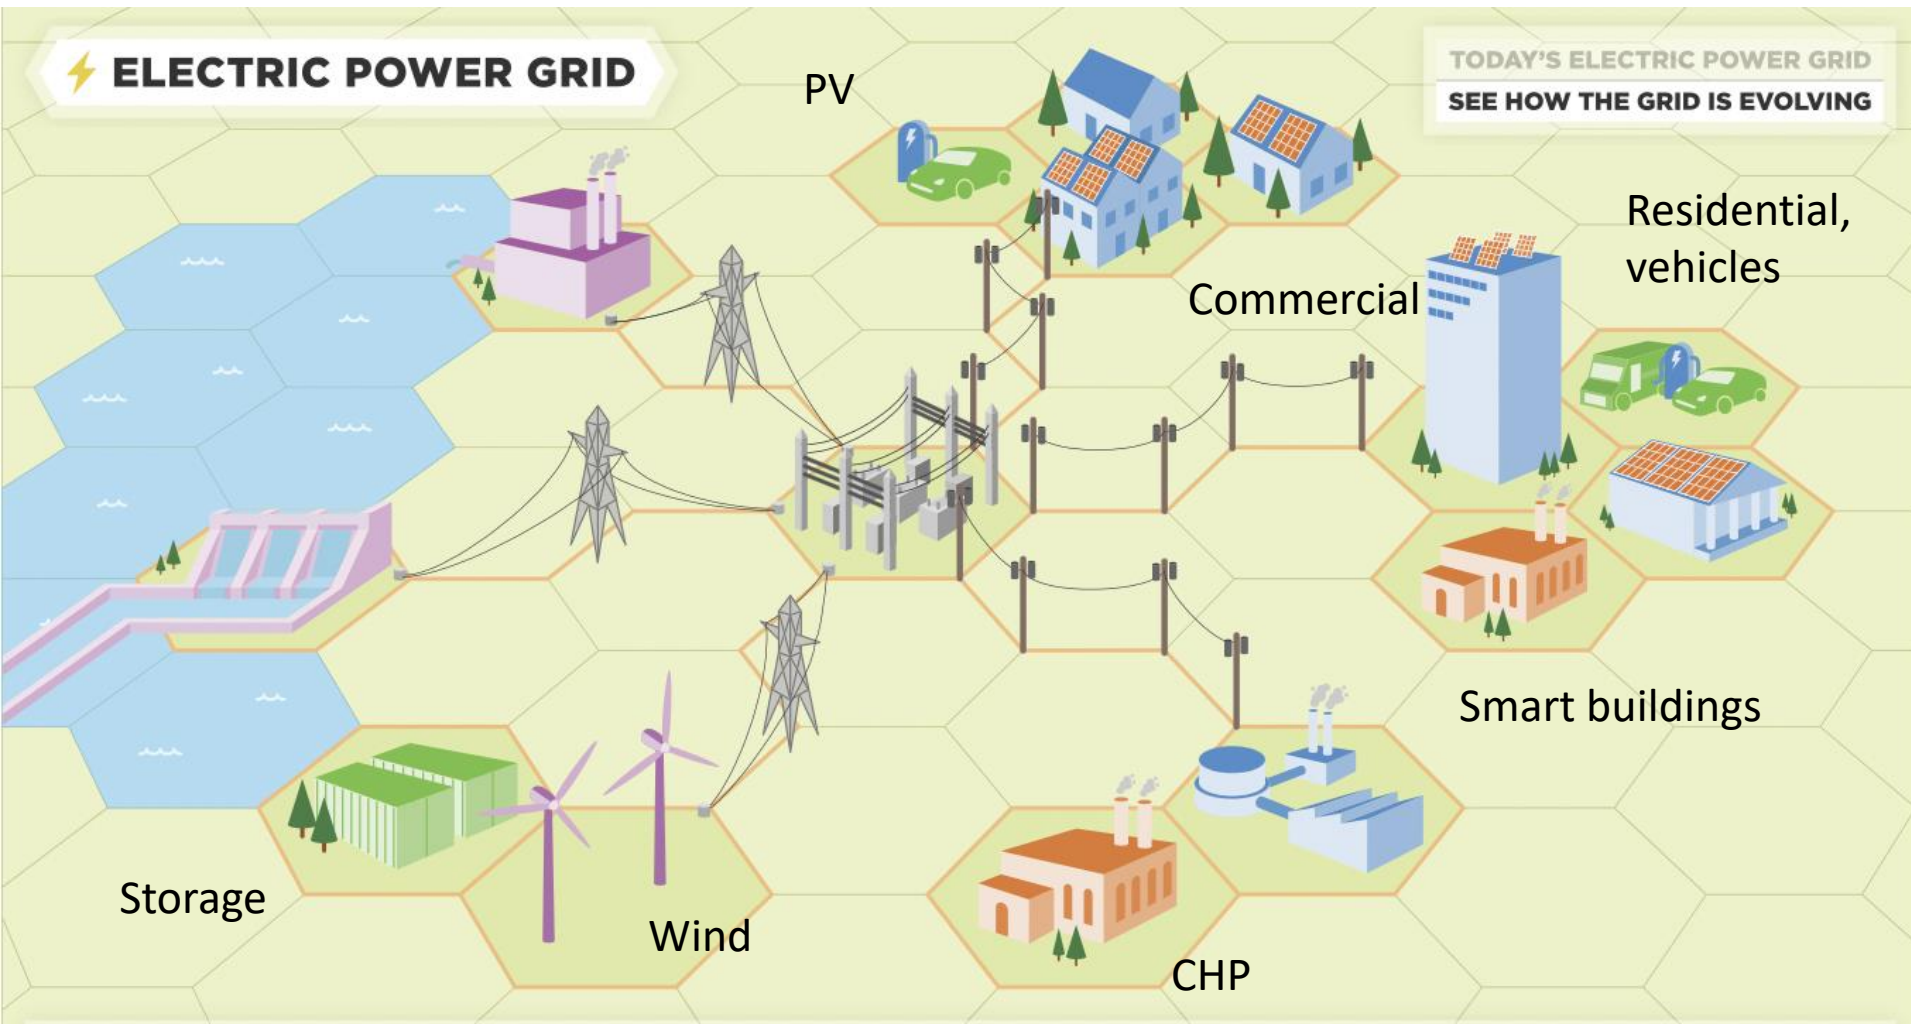 ELECTRIC POWER GRID
TODAY'S ELECTRIC POWER GRID
SEE HOW THE GRID IS EVOLVING
PV
Residential,
vehicles
Commercial
Smart buildings
Storage
Wind
CHP